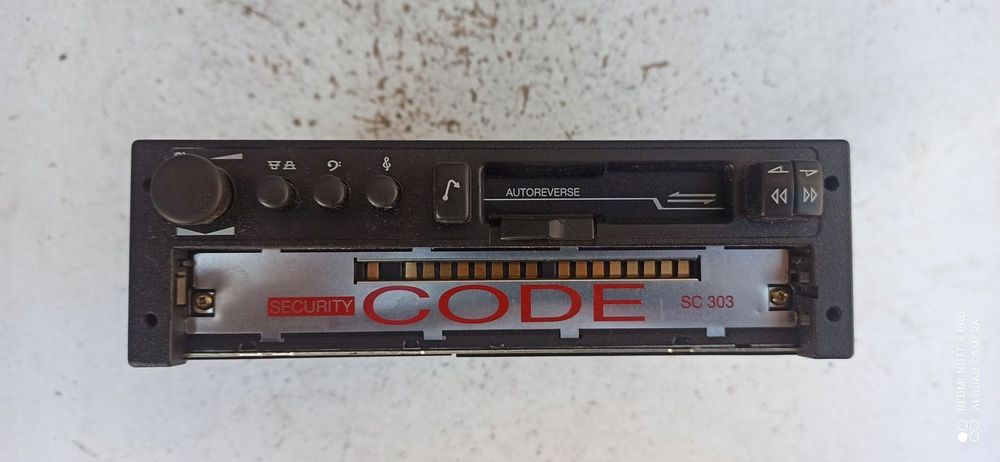 AUTOREVERSE
SECURITY CODE SC 303
REDMI NOTE 8 PRO
AI QUAD CAMERA